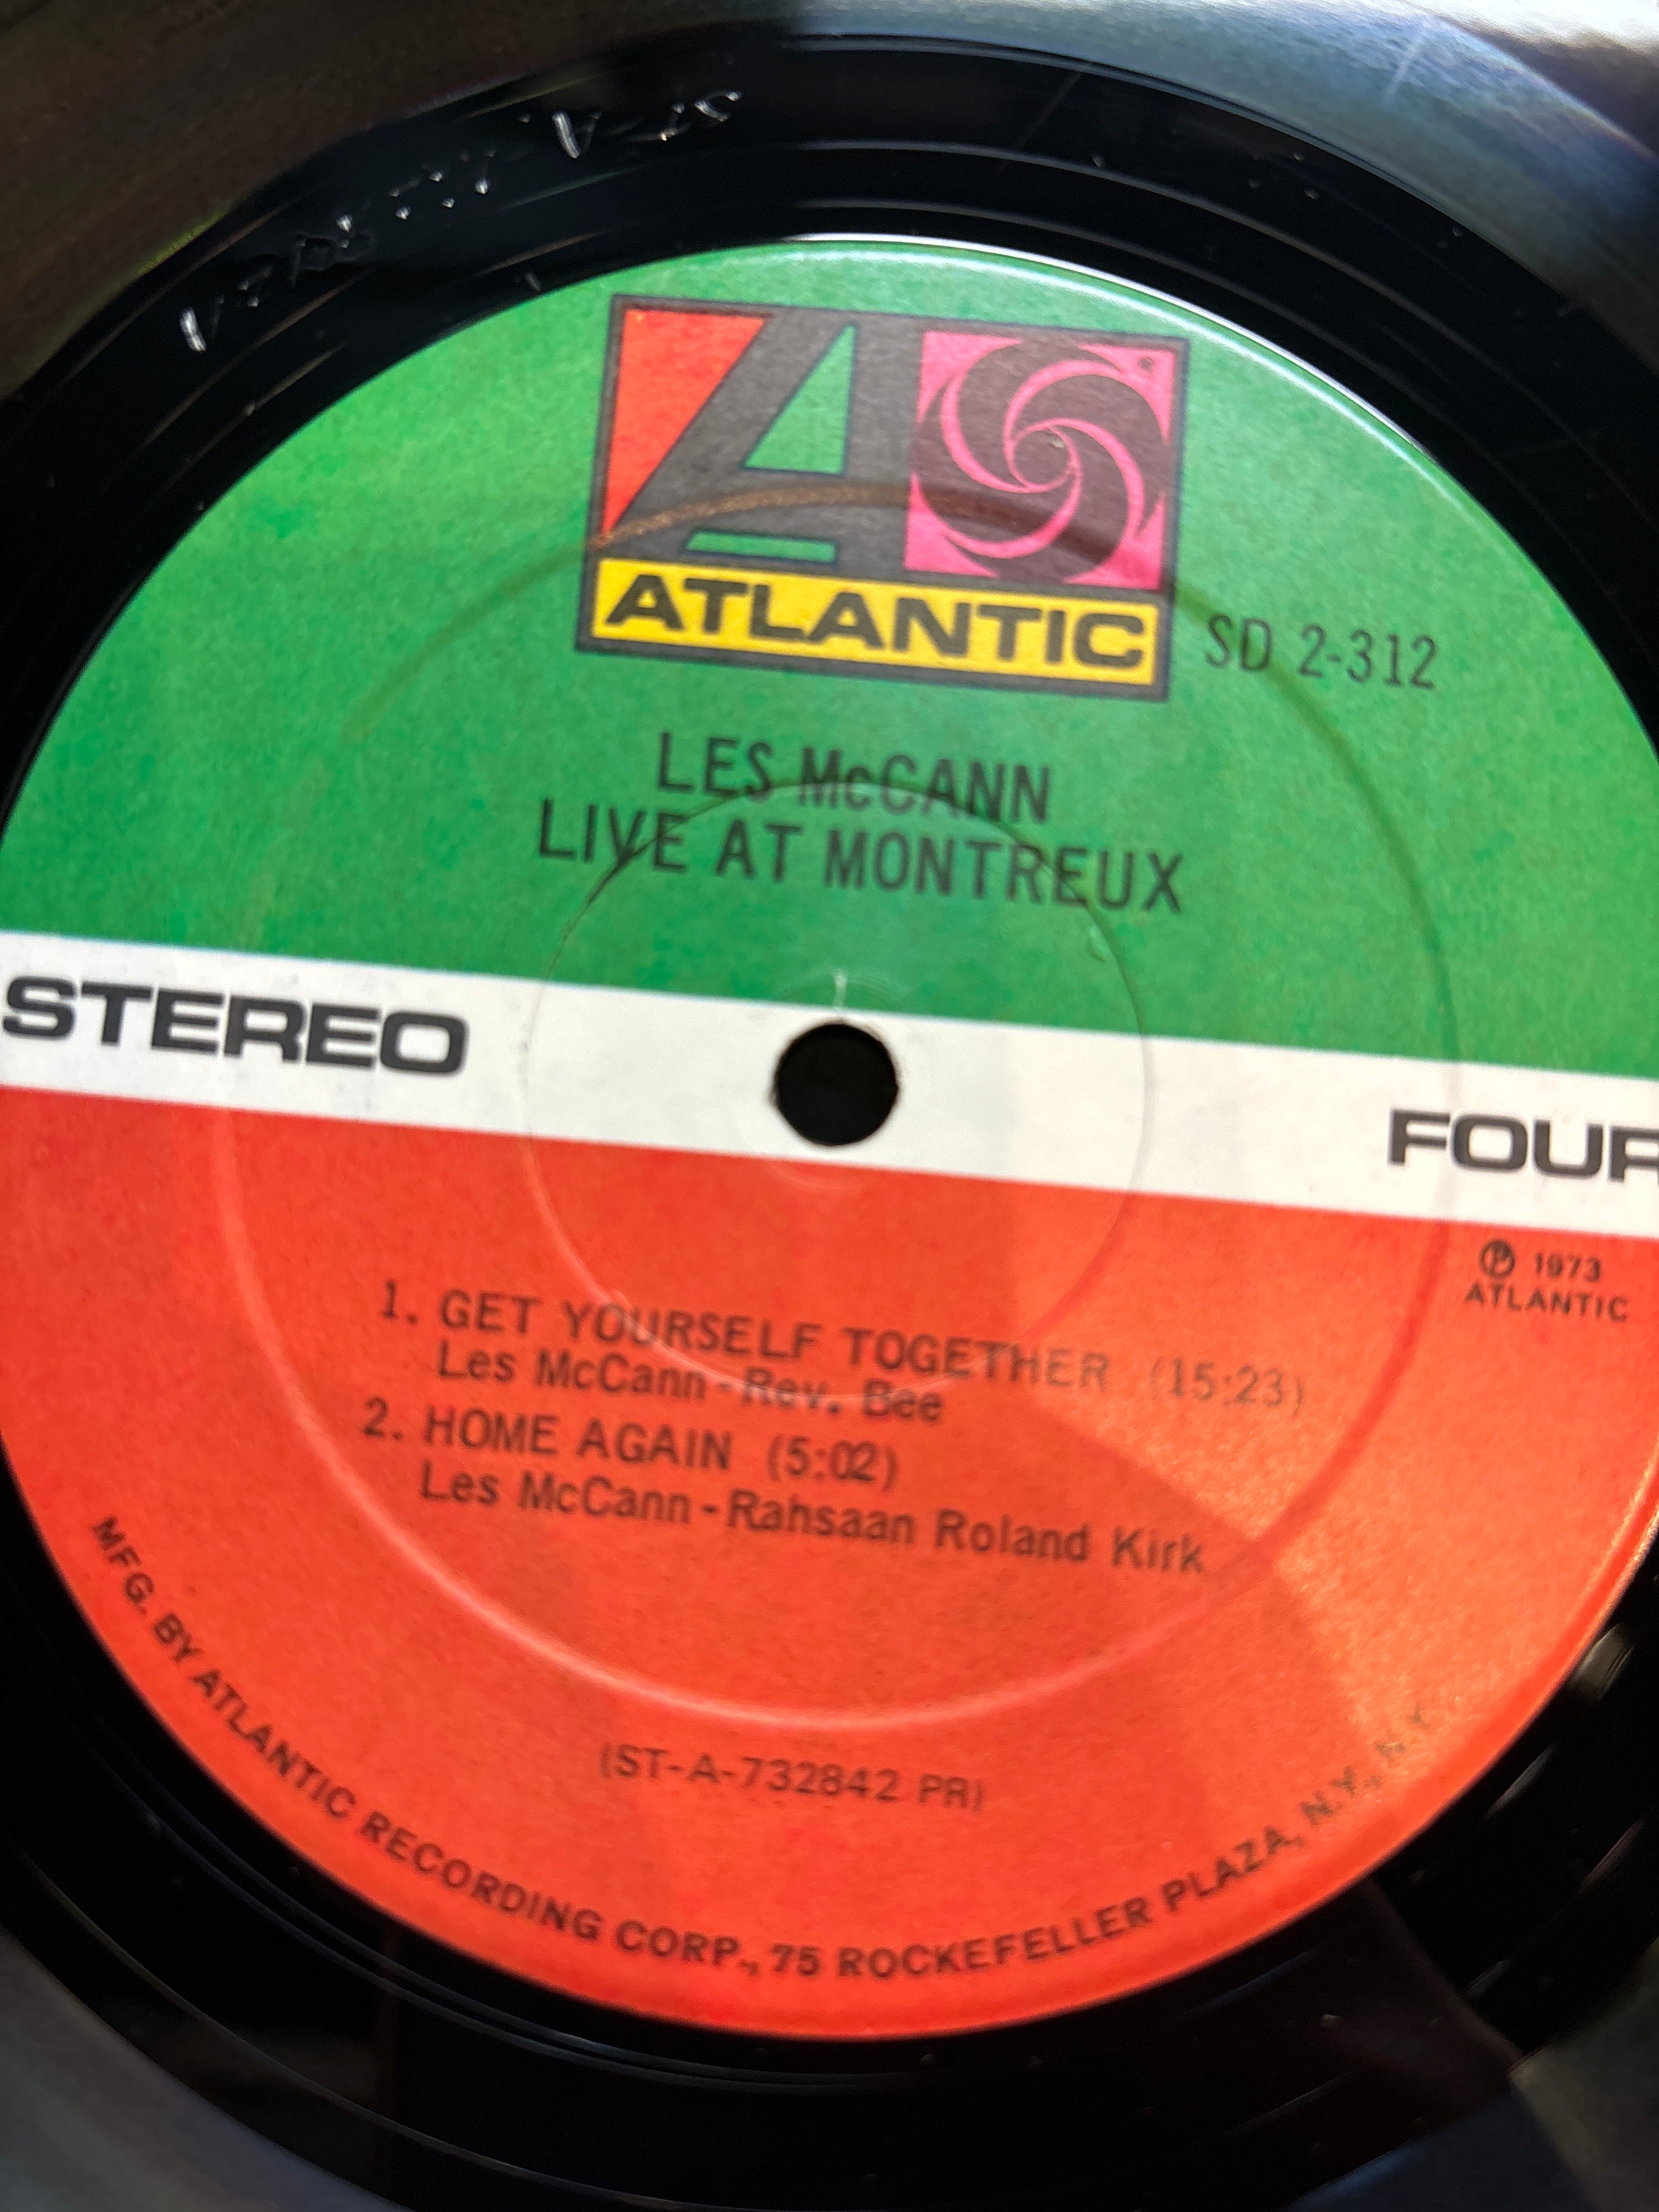 ATLANTIC
SD 2-312
LES McCANN
LIVE AT MONTREUX
STEREO
FOUR
℗ 1973
ATLANTIC
1. GET YOURSELF TOGETHER (15:23)
Les McCann-Rev. Bee
2. HOME AGAIN (5:02)
Les McCann-Rahsaan Roland Kirk
(ST-A-732842 PR)
MFG. BY ATLANTIC RECORDING CORP., 75 ROCKEFELLER PLAZA, N.Y., N.Y.